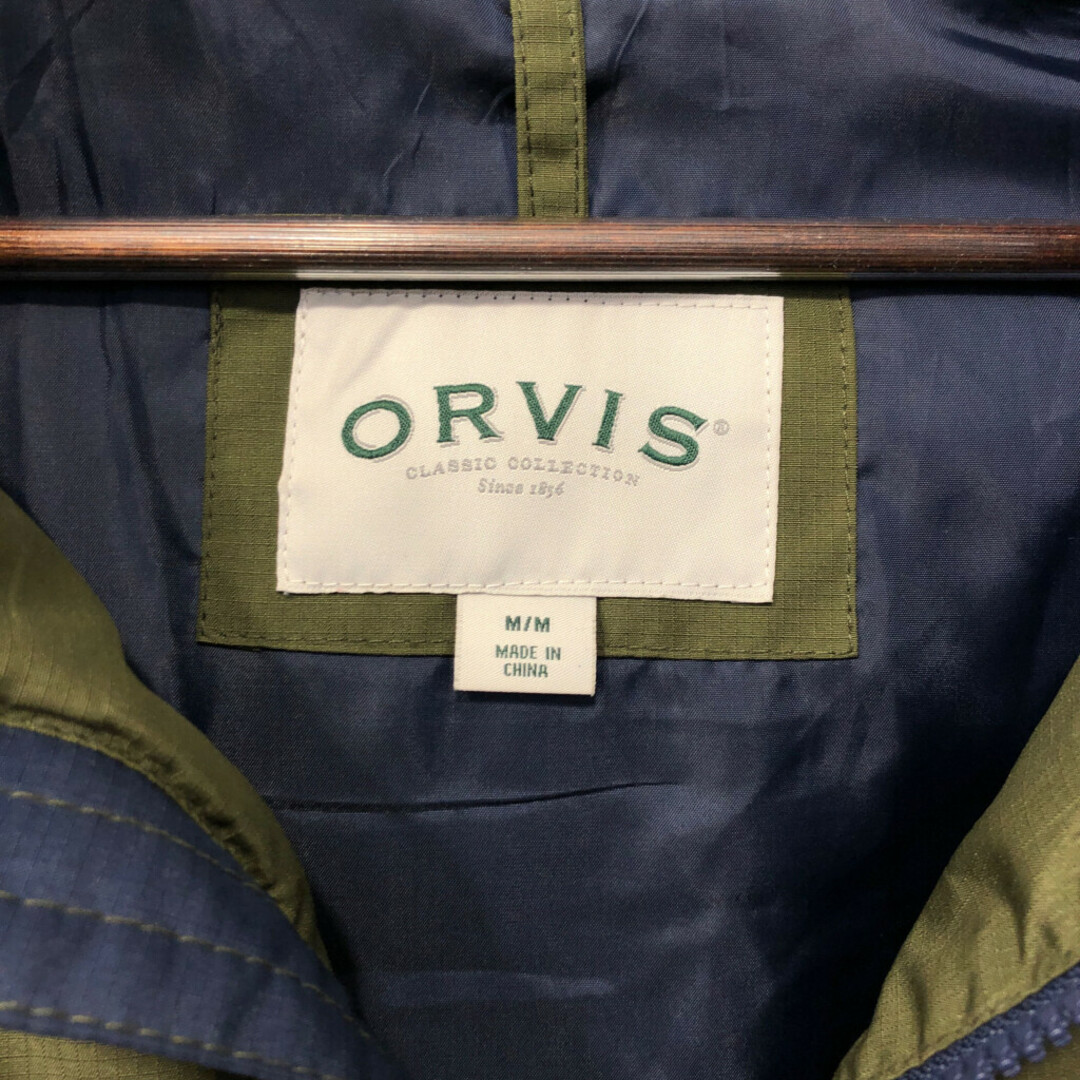 ORVIS®
CLASSIC COLLECTION
Since 1856
M/M
MADE IN
CHINA